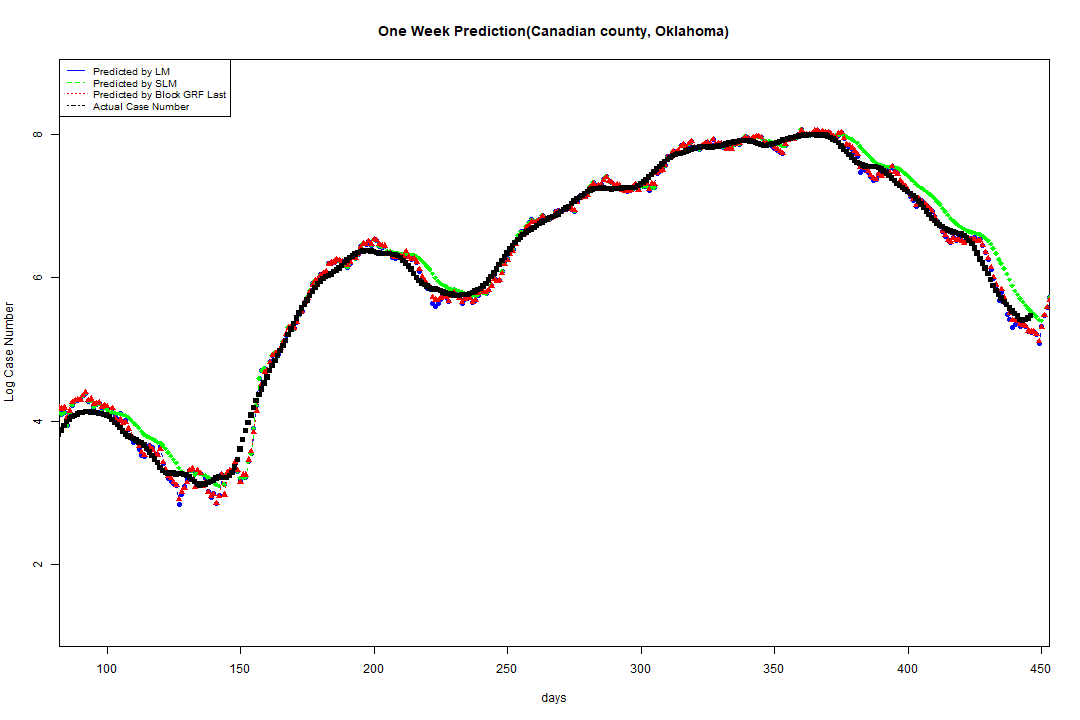 One Week Prediction(Canadian county, Oklahoma)
Predicted by LM
Predicted by SLM
Predicted by Block GRF Last
Actual Case Number
8
6
4
2
Log Case Number
100 150 200 250 300 350 400 450
days